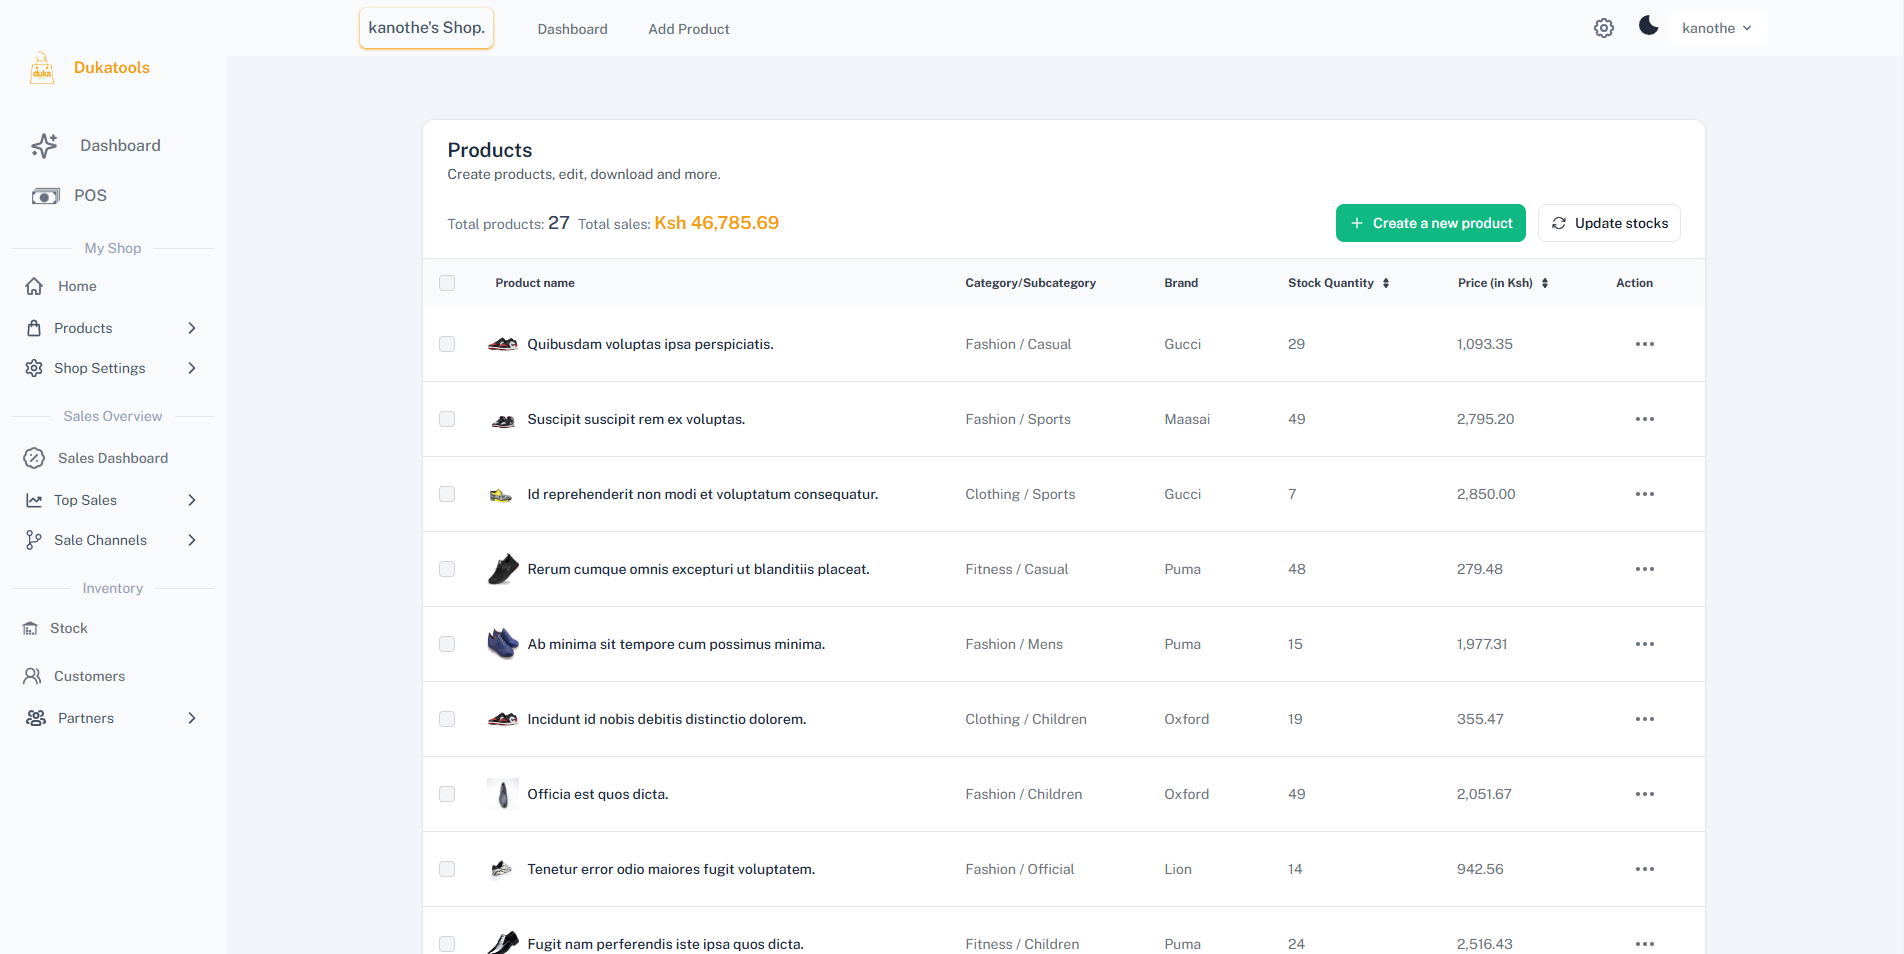 kanothe's Shop.
Dashboard
Add Product
kanothe
duka
Dukatools
Dashboard
POS
My Shop
Home
Products
Shop Settings
Sales Overview
Sales Dashboard
Top Sales
Sale Channels
Inventory
Stock
Customers
Partners
Products
Create products, edit, download and more.
Total products: 27 Total sales: Ksh 46,785.69
Create a new product
Update stocks
Product name Category/Subcategory Brand Stock Quantity Price (in Ksh) Action
Quibusdam voluptas ipsa perspiciatis. Fashion / Casual Gucci 29 1,093.35
Suscipit suscipit rem ex voluptas. Fashion / Sports Maasai 49 2,795.20
Id reprehenderit non modi et voluptatum consequatur. Clothing / Sports Gucci 7 2,850.00
Rerum cumque omnis excepturi ut blanditiis placeat. Fitness / Casual Puma 48 279.48
Ab minima sit tempore cum possimus minima. Fashion / Mens Puma 15 1,977.31
Incidunt id nobis debitis distinctio dolorem. Clothing / Children Oxford 19 355.47
Officia est quos dicta. Fashion / Children Oxford 49 2,051.67
Tenetur error odio maiores fugit voluptatem. Fashion / Official Lion 14 942.56
Fugit nam perferendis iste ipsa quos dicta. Fitness / Children Puma 24 2,516.43